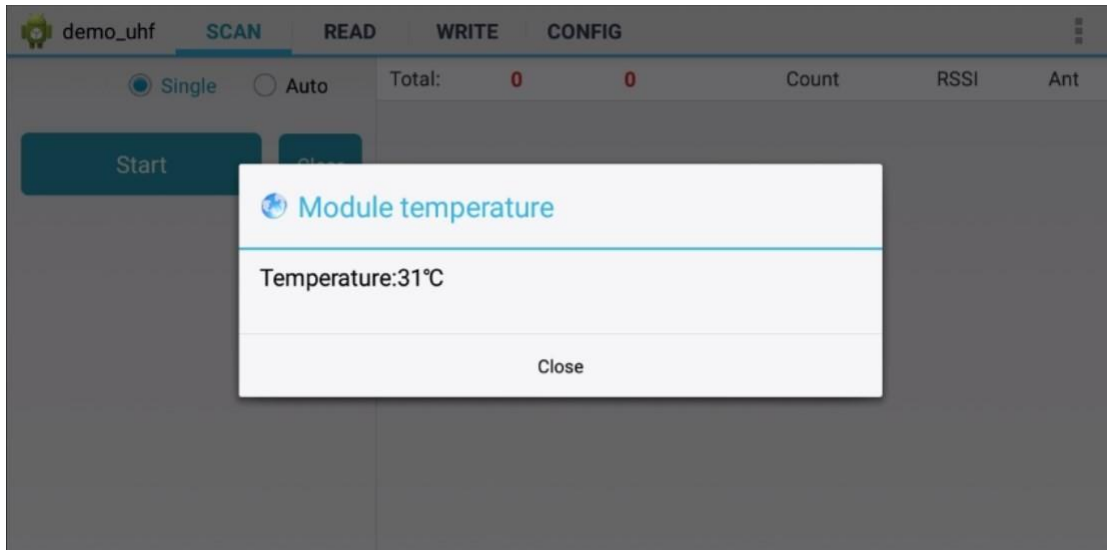 demo_uhf SCAN READ WRITE CONFIG
Single Auto Total: 0 0 Count RSSI Ant
Start Close
Module temperature
Temperature:31℃
Close